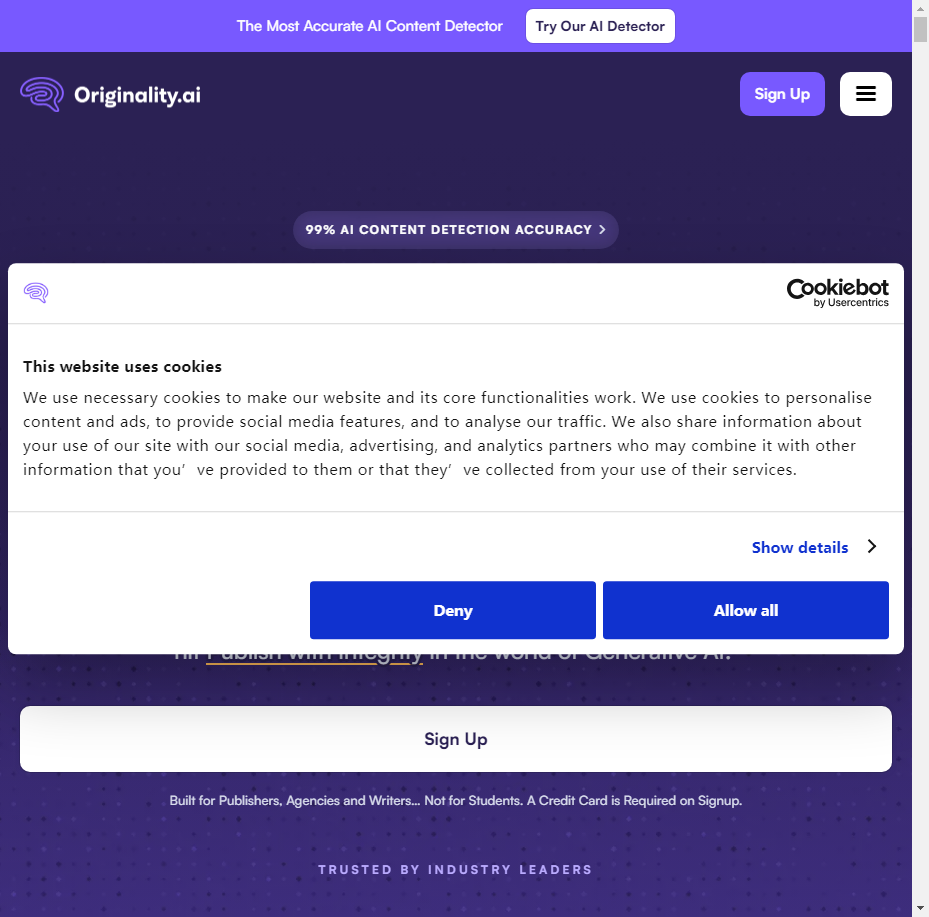 The Most Accurate AI Content Detector
Try Our AI Detector
Originality.ai
Sign Up
99% AI CONTENT DETECTION ACCURACY
Cookiebot
by Usercentrics
This website uses cookies
We use necessary cookies to make our website and its core functionalities work. We use cookies to personalise
content and ads, to provide social media features, and to analyse our traffic. We also share information about
your use of our site with our social media, advertising, and analytics partners who may combine it with other
information that you’ve provided to them or that they’ve collected from your use of their services.
Show details
Deny
Allow all
Publish with Integrity in the world of Generative AI.
Sign Up
Built for Publishers, Agencies and Writers... Not for Students. A Credit Card is Required on Signup.
TRUSTED BY INDUSTRY LEADERS